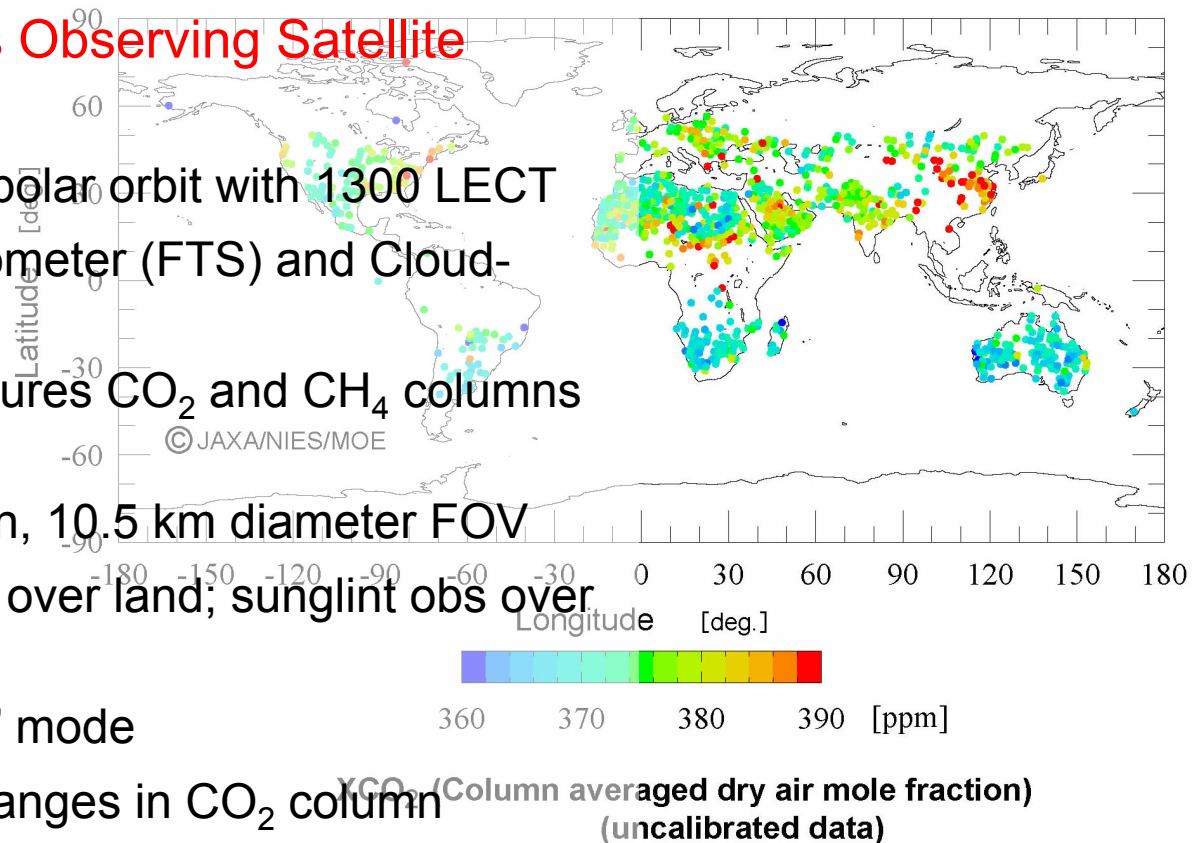 s Observing Satellite
polar orbit with 1300 LECT
ometer (FTS) and Cloud-
ures CO₂ and CH₄ columns
n, 10.5 km diameter FOV
over land; sunglint obs over
mode
anges in CO₂ column
90
60
30
0
-30
-60
-90
Latitude [deg]
© JAXA/NIES/MOE
-180 -150 -120 -90 -60 -30 0 30 60 90 120 150 180
Longitude [deg.]
360 370 380 390 [ppm]
XCO₂ (Column averaged dry air mole fraction)
(uncalibrated data)